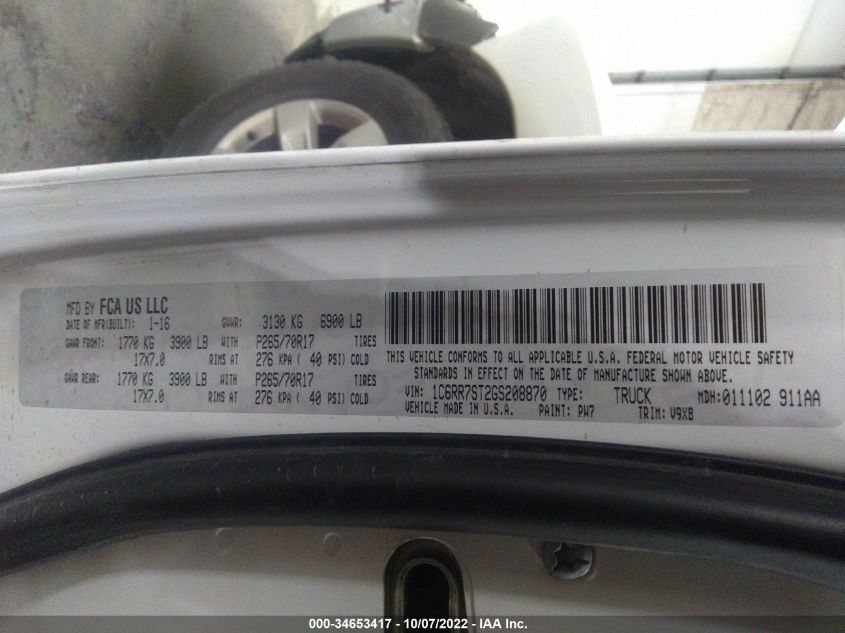 MFD BY FCA US LLC
DATE OF MFR(BUILT): 1-16 GVWR: 3130 KG 6900 LB
GAWR FRONT: 1770 KG 3900 LB WITH P265/70R17 TIRES
17X7.0 RIMS AT 276 KPA ( 40 PSI) COLD
GAWR REAR: 1770 KG 3900 LB WITH P265/70R17 TIRES
17X7.0 RIMS AT 276 KPA ( 40 PSI) COLD
THIS VEHICLE CONFORMS TO ALL APPLICABLE U.S.A. FEDERAL MOTOR VEHICLE SAFETY
STANDARDS IN EFFECT ON THE DATE OF MANUFACTURE SHOWN ABOVE.
VIN: 1C6RR7ST2GS208870 TYPE: TRUCK MDH: 011102 911AA
VEHICLE MADE IN U.S.A. PAINT: PW7 TRIM: V9X8
000-34653417 - 10/07/2022 - IAA Inc.